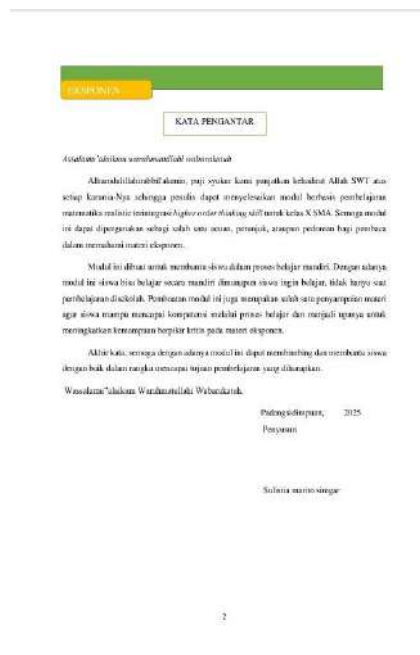 EKSPONEN
KATA PENGANTAR
Assalamu'alaikum warahmatullahi wabarakatuh
Alhamdulillahirabbil'alamin, puji syukur kami panjatkan kehadirat Allah SWT atas
setiap karunia-Nya sehingga penulis dapat menyelesaikan modul berbasis pembelajaran
matematika realistic terintegrasi higher order thinking skill untuk kelas X SMA. Semoga modul
ini dapat dipergunakan sebagi salah satu acuan, petunjuk, ataupun pedoman bagi pembaca
dalam memahami materi eksponen.
Modul ini dibuat untuk membantu siswa dalam proses belajar mandiri. Dengan adanya
modul ini siswa bisa belajar secara mandiri dimanapun siswa ingin belajar, tidak hanya saat
pembelajaran disekolah. Pembuatan modul ini juga merupakan salah satu penyampaian materi
agar siswa mampu mencapai kompetensi melalui proses belajar dan menjadi upaya untuk
meningkatkan kemampuan berpikir kritis pada materi eksponen.
Akhir kata, semoga dengan adanya modul ini dapat membimbing dan membantu siswa
dengan baik dalam rangka mencapai tujuan pembelajaran yang diharapkan.
Wassalamu'alaikum Warahmatullahi Wabarakatuh.
Padangsidimpuan, 2025
Penyusun
siregar
2